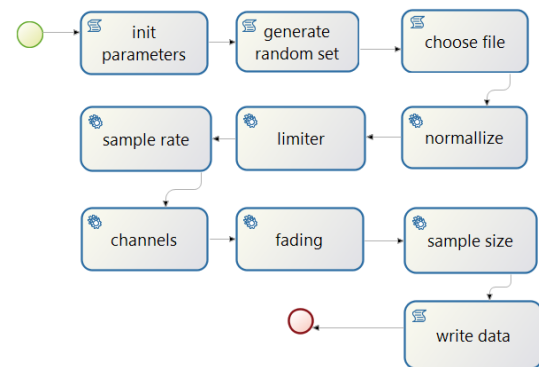 init
parameters
generate
random set
choose file
normallize
limiter
sample rate
channels
fading
sample size
write data